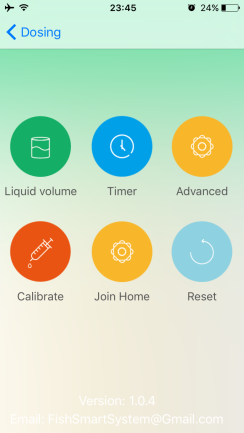 23:45
24%
Dosing
Liquid volume
Timer
Advanced
Calibrate
Join Home
Reset
Version: 1.0.4
Email: FishSmartSystem@Gmail.com